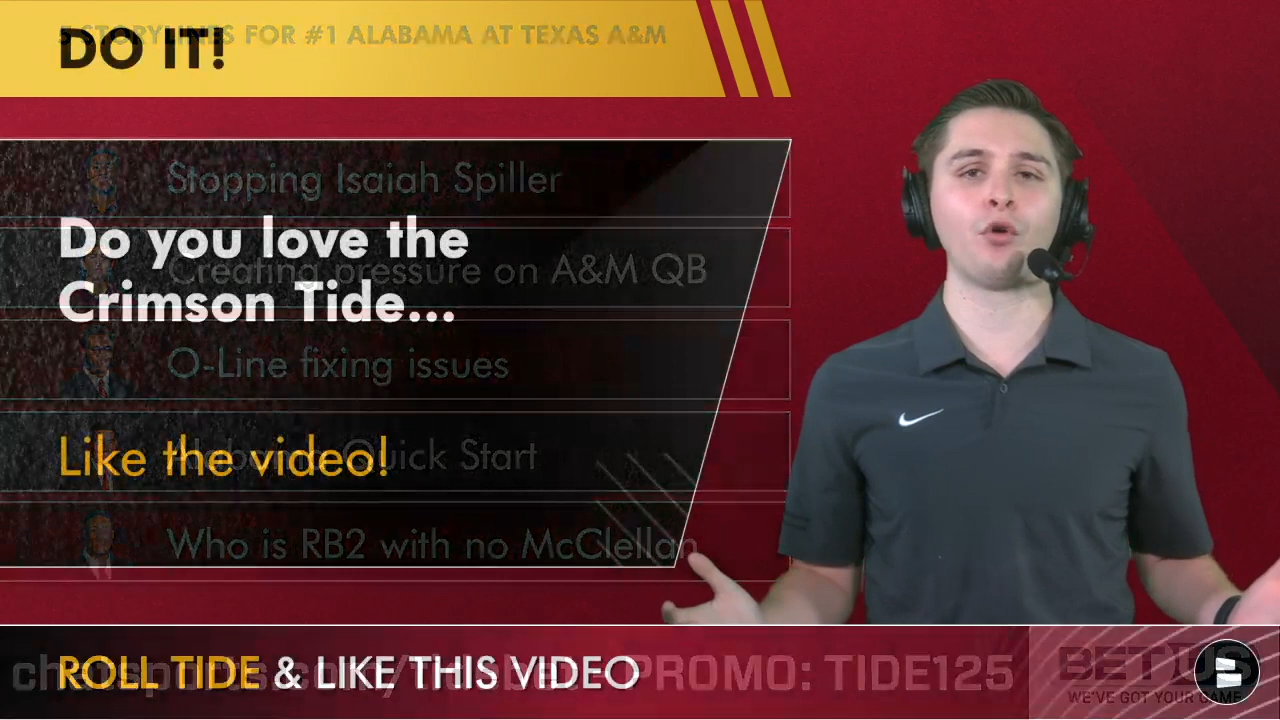 5 STORYLINES FOR #1 ALABAMA AT TEXAS A&M
DO IT!
Stopping Isaiah Spiller
Do you love the
Creating pressure on A&M QB
Crimson Tide...
O-Line fixing issues
Like the video!
Quick Start
Who is RB2 with no McClellan
ROLL TIDE & LIKE THIS VIDEO
PROMO: TIDE125
BETUS
WE'VE GOT YOUR GAME